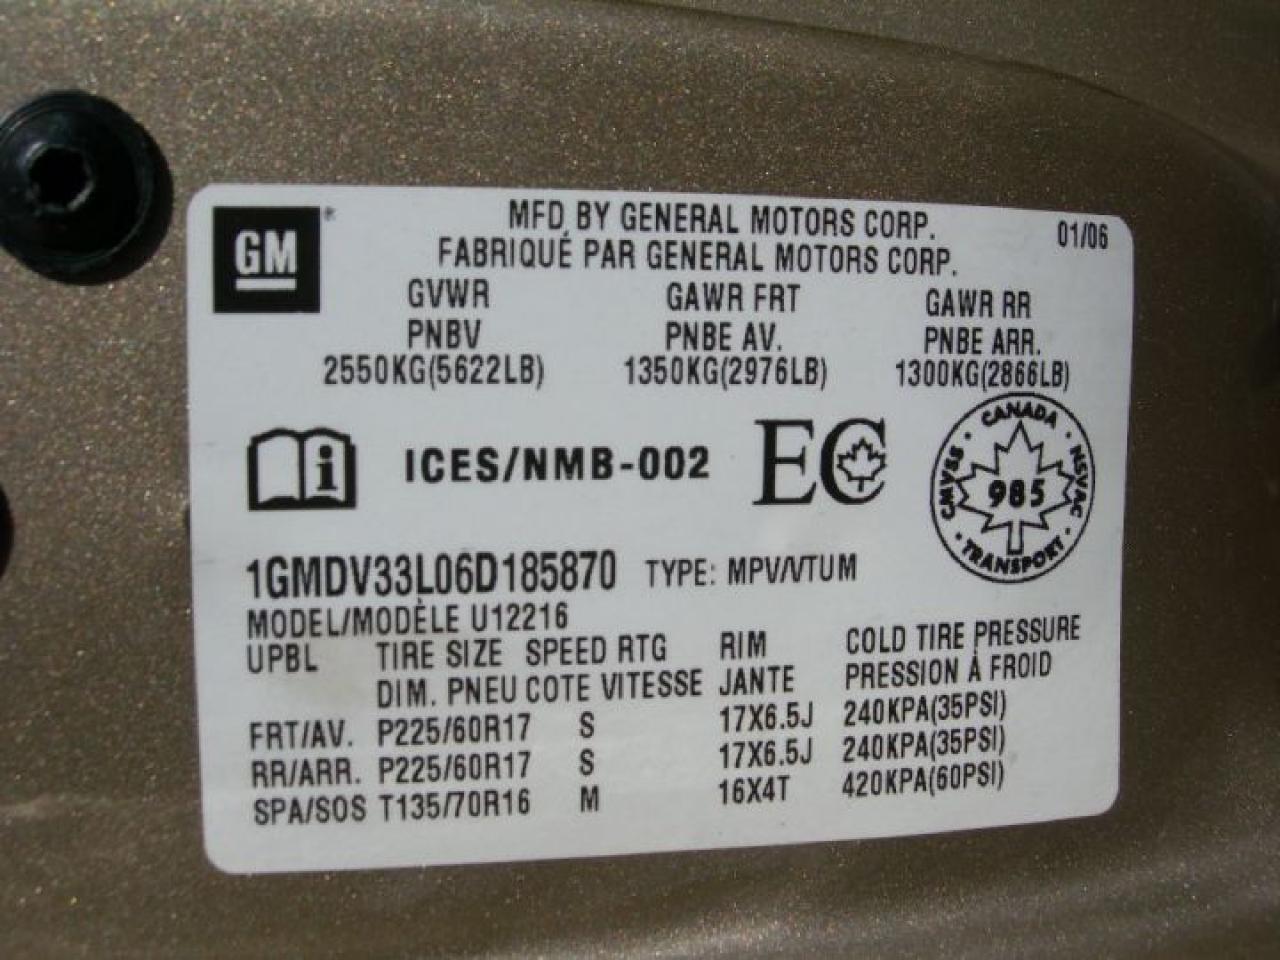 GM
MFD BY GENERAL MOTORS CORP. 01/06
FABRIQUÉ PAR GENERAL MOTORS CORP.
GVWR GAWR FRT GAWR RR
PNBV PNBE AV. PNBE ARR.
2550KG(5622LB) 1350KG(2976LB) 1300KG(2866LB)
i ICES/NMB-002 EC
CANADA
CMVSS 985 NSVAC
TRANSPORT
1GMDV33L06D185870 TYPE: MPV/VTUM
MODEL/MODÈLE U12216
UPBL TIRE SIZE SPEED RTG RIM COLD TIRE PRESSURE
DIM. PNEU COTE VITESSE JANTE PRESSION À FROID
FRT/AV. P225/60R17 S 17X6.5J 240KPA(35PSI)
RR/ARR. P225/60R17 S 17X6.5J 240KPA(35PSI)
SPA/SOS T135/70R16 M 16X4T 420KPA(60PSI)